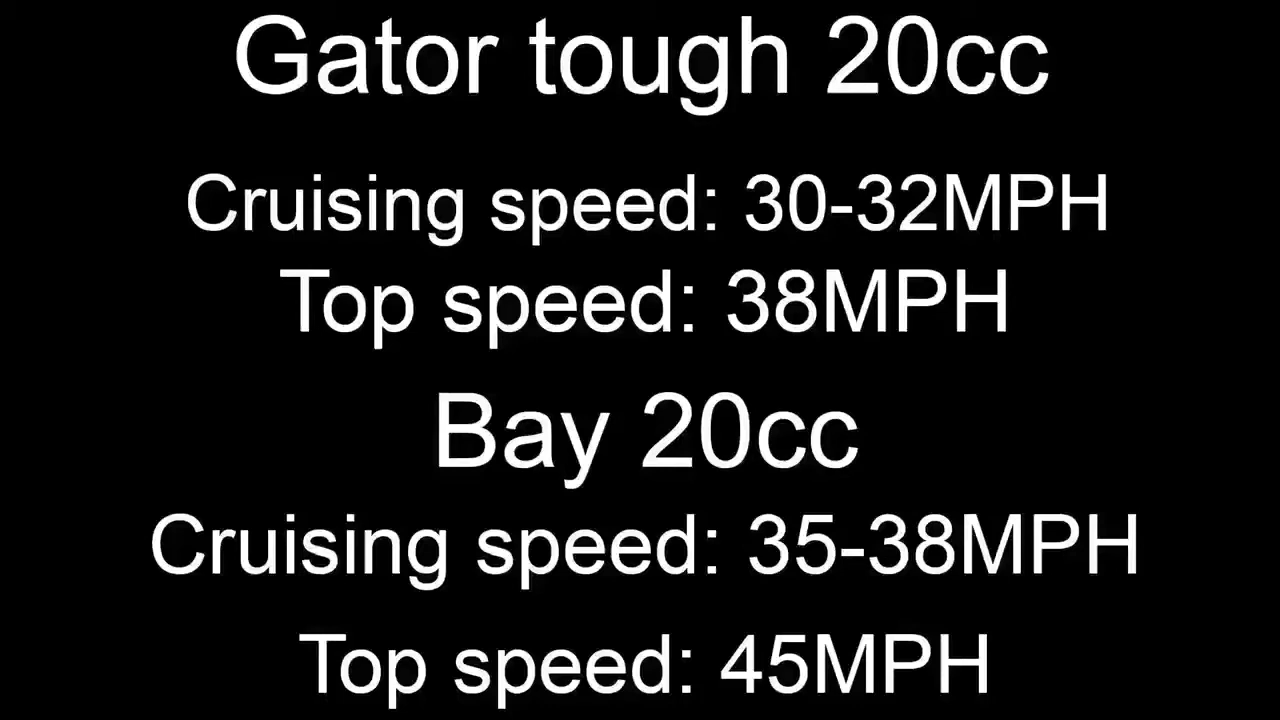 Gator tough 20cc
Cruising speed: 30-32MPH
Top speed: 38MPH
Bay 20cc
Cruising speed: 35-38MPH
Top speed: 45MPH